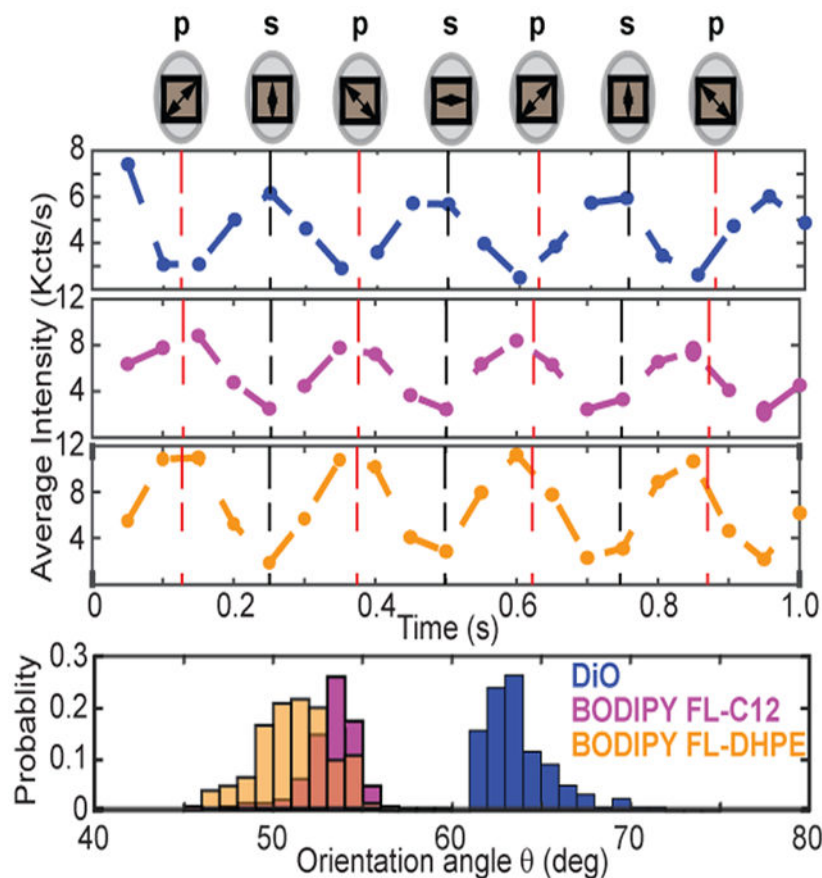 p s p s p s p
8
6
4
12
12
8
4
12
8
4
Average Intensity (Kcts/s)
0 0.2 0.4 0.6 0.8 1.0
Time (s)
0.3
0.2
0.1
0
Probablity
DiO
BODIPY FL-C12
BODIPY FL-DHPE
40 50 60 70 80
Orientation angle θ (deg)